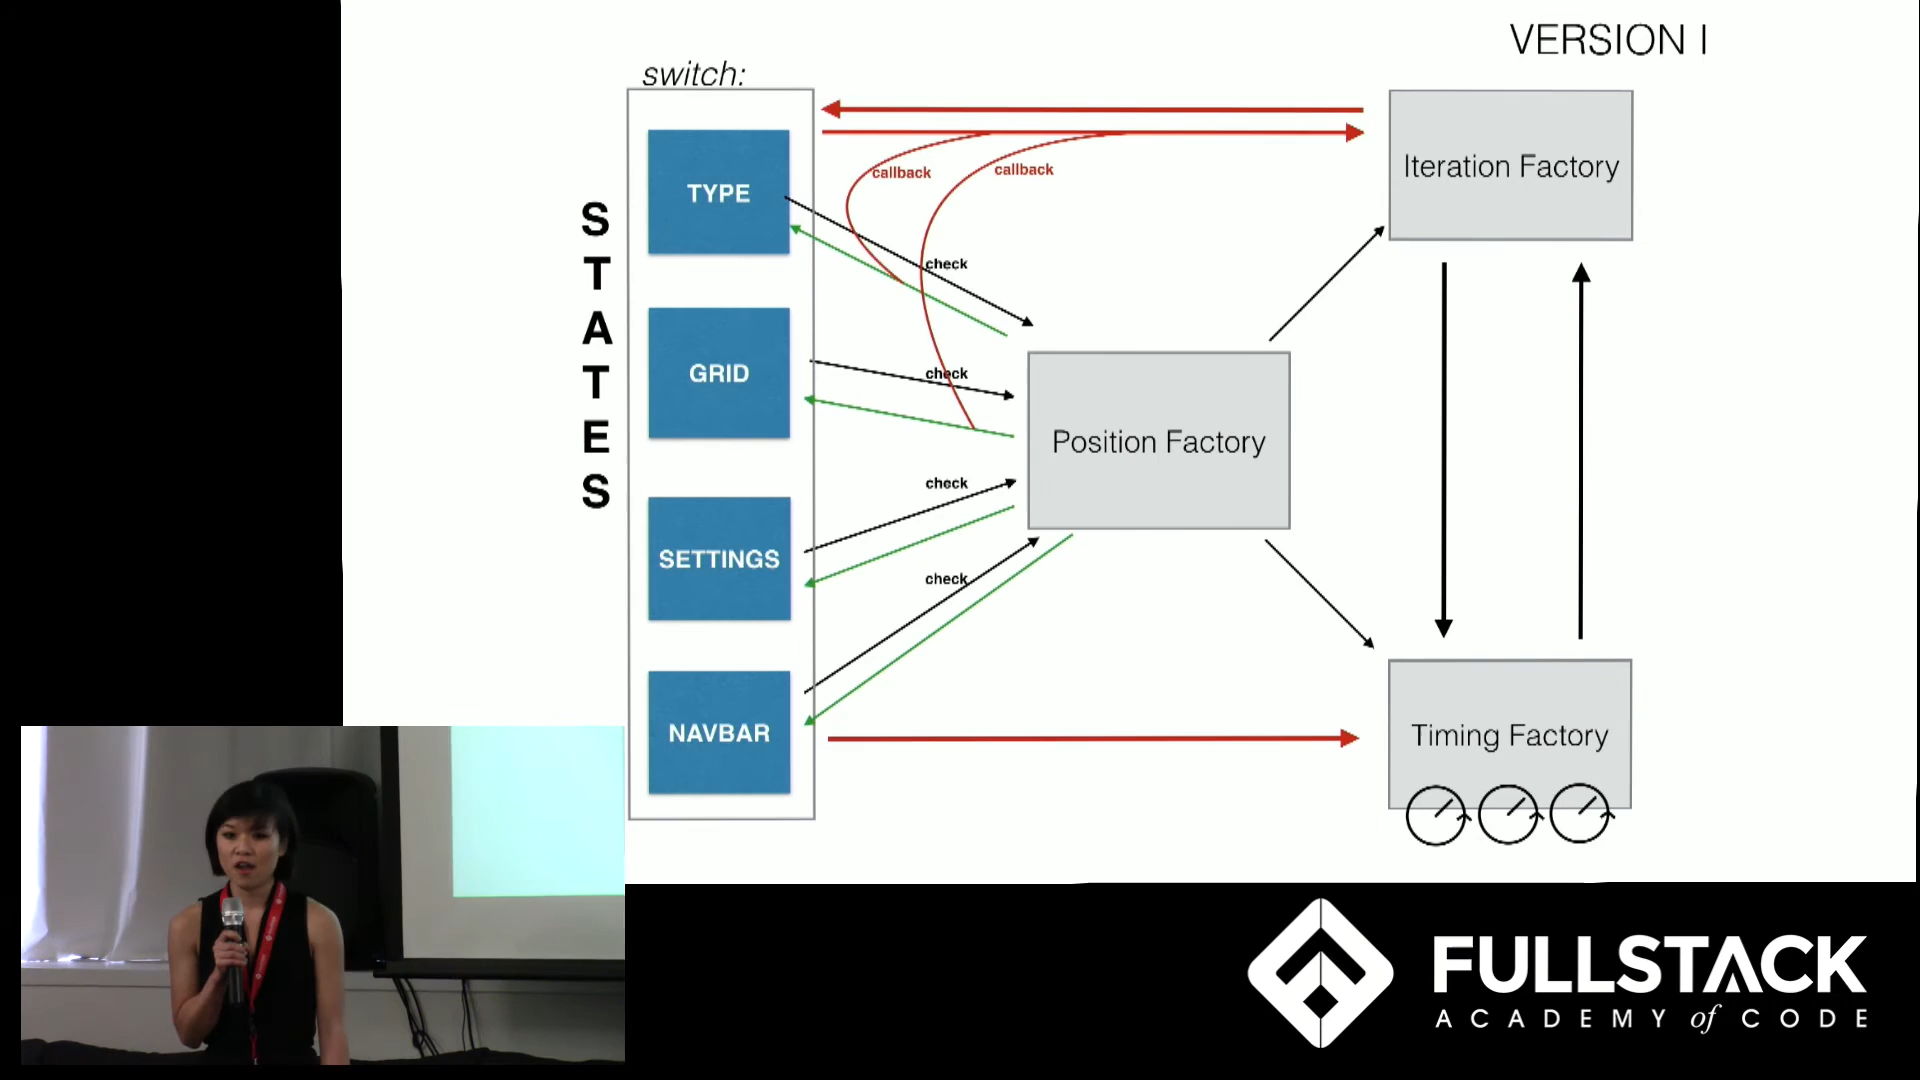 VERSION I
switch:
STATES
TYPE
GRID
SETTINGS
NAVBAR
callback
callback
check
check
check
check
Iteration Factory
Position Factory
Timing Factory
FULLSTACK
ACADEMY of CODE